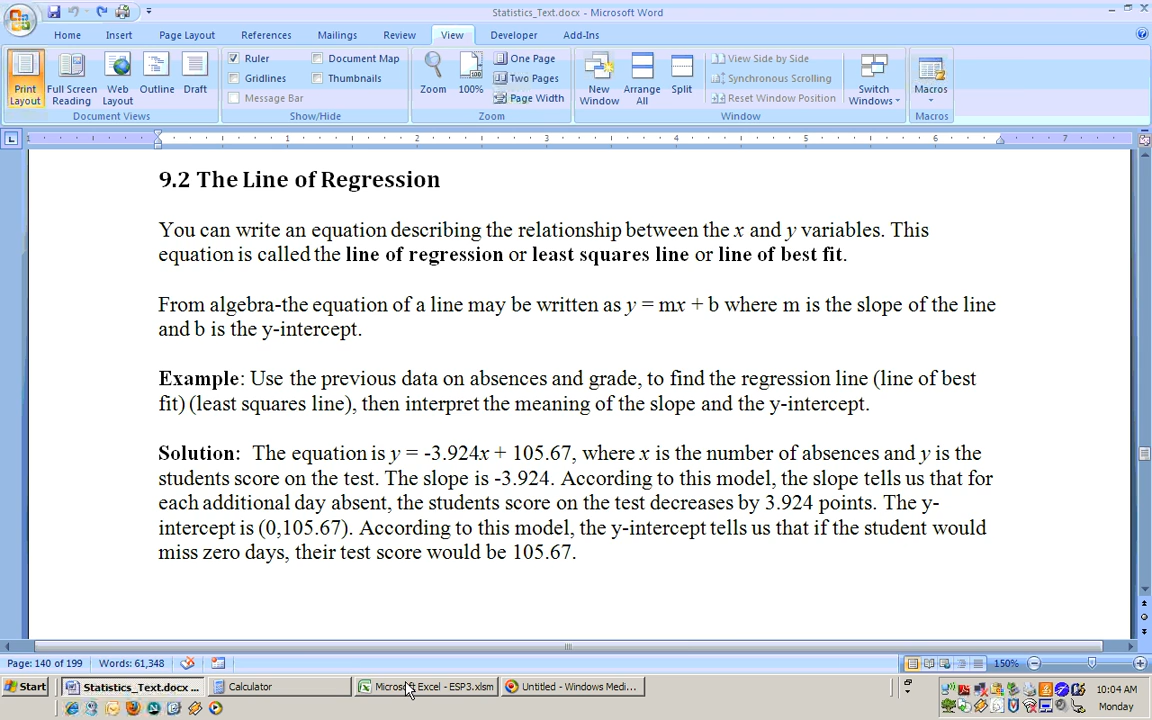 Statistics_Text.docx - Microsoft Word
Home Insert Page Layout References Mailings Review View Developer Add-Ins
Print Layout
Full Screen Reading
Web Layout
Outline
Draft
Document Views
Ruler
Gridlines
Message Bar
Document Map
Thumbnails
Show/Hide
Zoom
100%
One Page
Two Pages
Page Width
Zoom
New Window
Arrange All
Split
View Side by Side
Synchronous Scrolling
Reset Window Position
Switch Windows
Window
Macros
Macros
1 1 2 3 4 5 6 7
9.2 The Line of Regression
You can write an equation describing the relationship between the x and y variables. This
equation is called the line of regression or least squares line or line of best fit.
From algebra-the equation of a line may be written as y = mx + b where m is the slope of the line
and b is the y-intercept.
Example: Use the previous data on absences and grade, to find the regression line (line of best
fit) (least squares line), then interpret the meaning of the slope and the y-intercept.
Solution: The equation is y = -3.924x + 105.67, where x is the number of absences and y is the
students score on the test. The slope is -3.924. According to this model, the slope tells us that for
each additional day absent, the students score on the test decreases by 3.924 points. The y-
intercept is (0,105.67). According to this model, the y-intercept tells us that if the student would
miss zero days, their test score would be 105.67.
Page: 140 of 199 Words: 61,348 150%
Start Statistics_Text.docx ... Calculator Microsoft Excel - ESP3.xlsm Untitled - Windows Medi...
10:04 AM
Monday